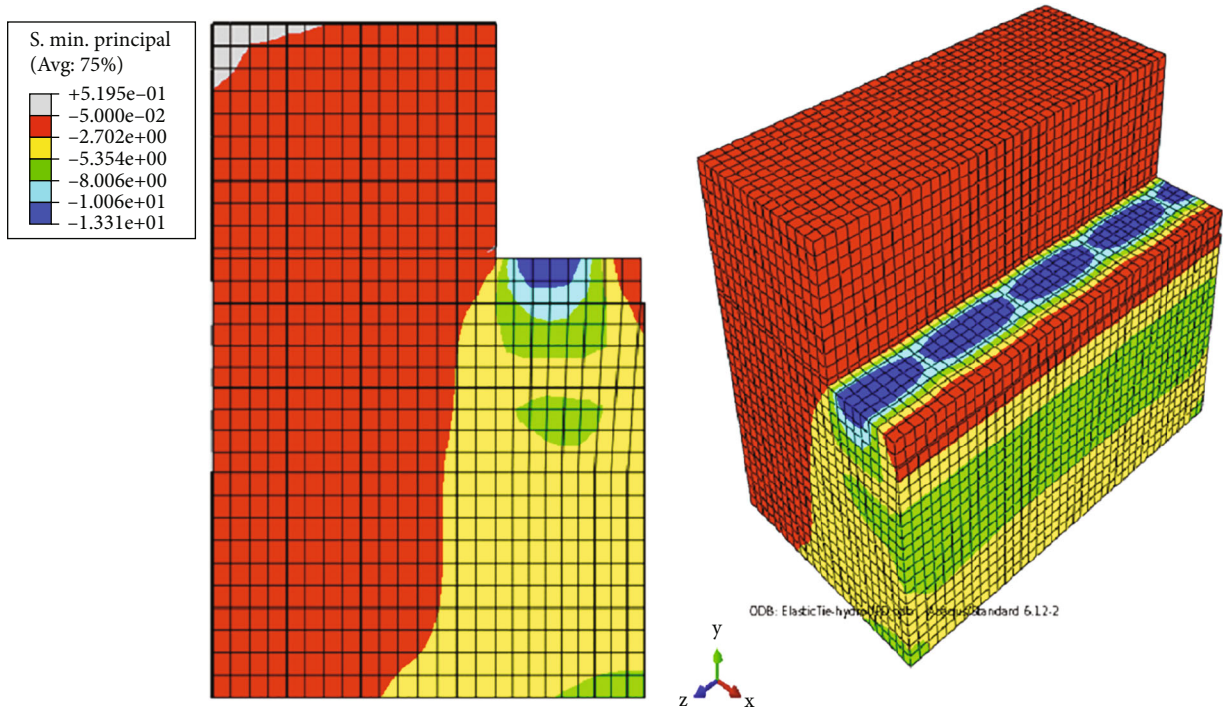 S. min. principal
(Avg: 75%)
+5.195e–01
–5.000e–02
–2.702e+00
–5.354e+00
–8.006e+00
–1.006e+01
–1.331e+01
ODB: ElasticTie-hydro
Standard 6.12-2
y
z
x